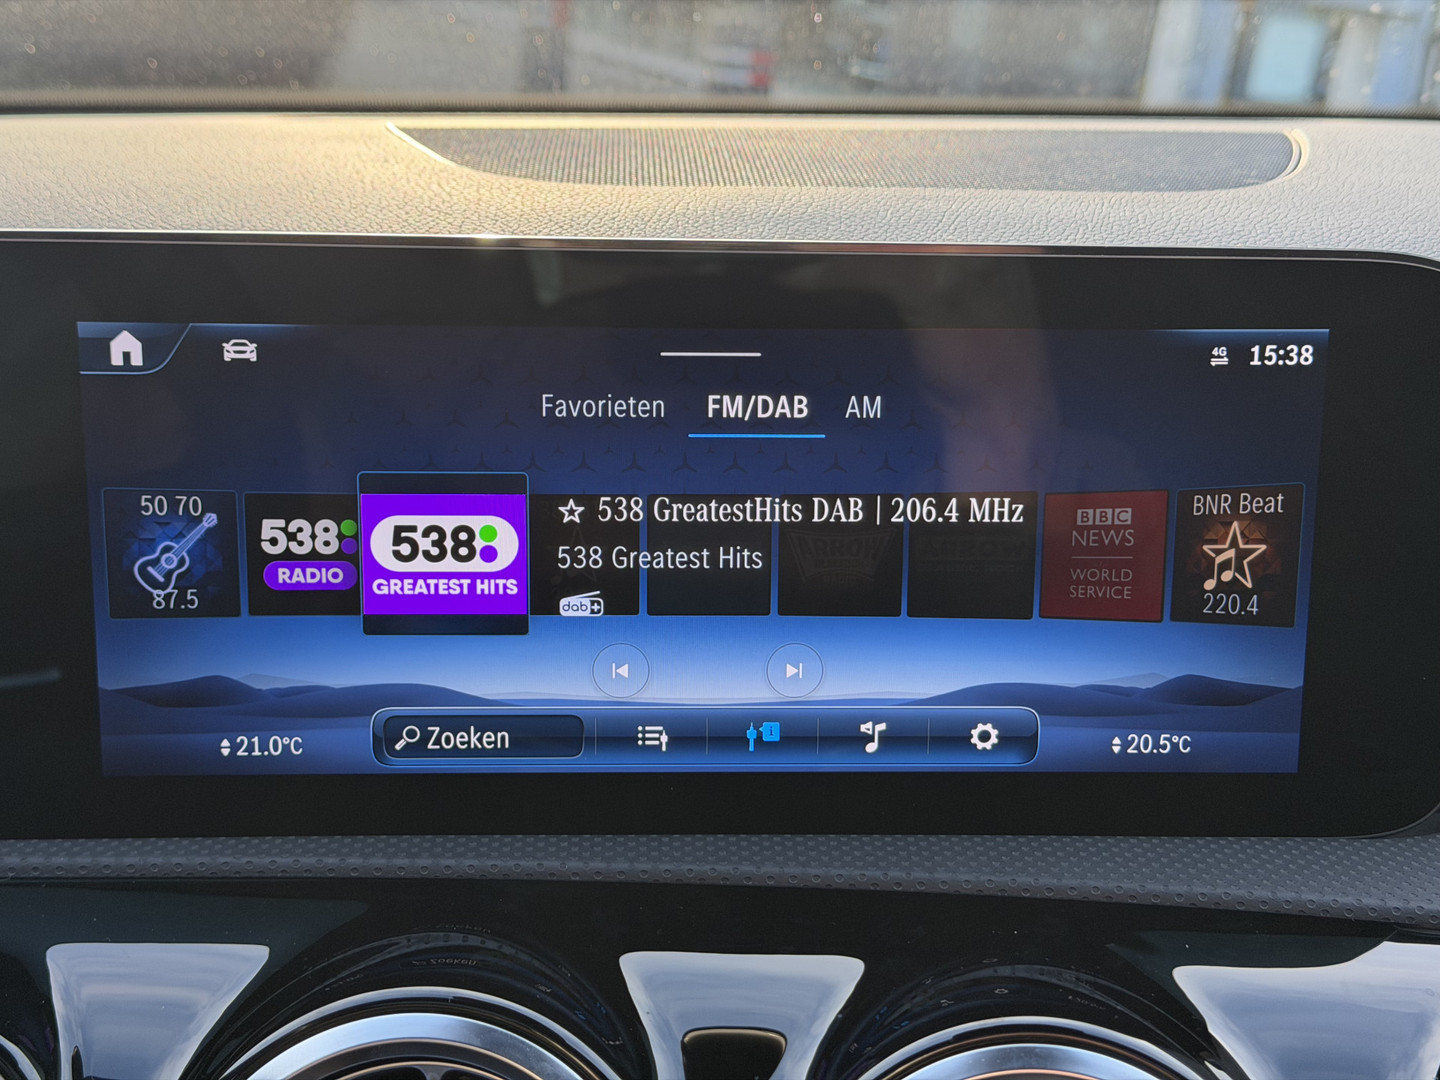 4G 15:38
Favorieten FM/DAB AM
50 70
87.5
538
RADIO
538
GREATEST HITS
538 GreatestHits DAB | 206.4 MHz
538 Greatest Hits
dab+
ARROW
BBC
NEWS
WORLD
SERVICE
BNR Beat
220.4
21.0°C
Zoeken
20.5°C